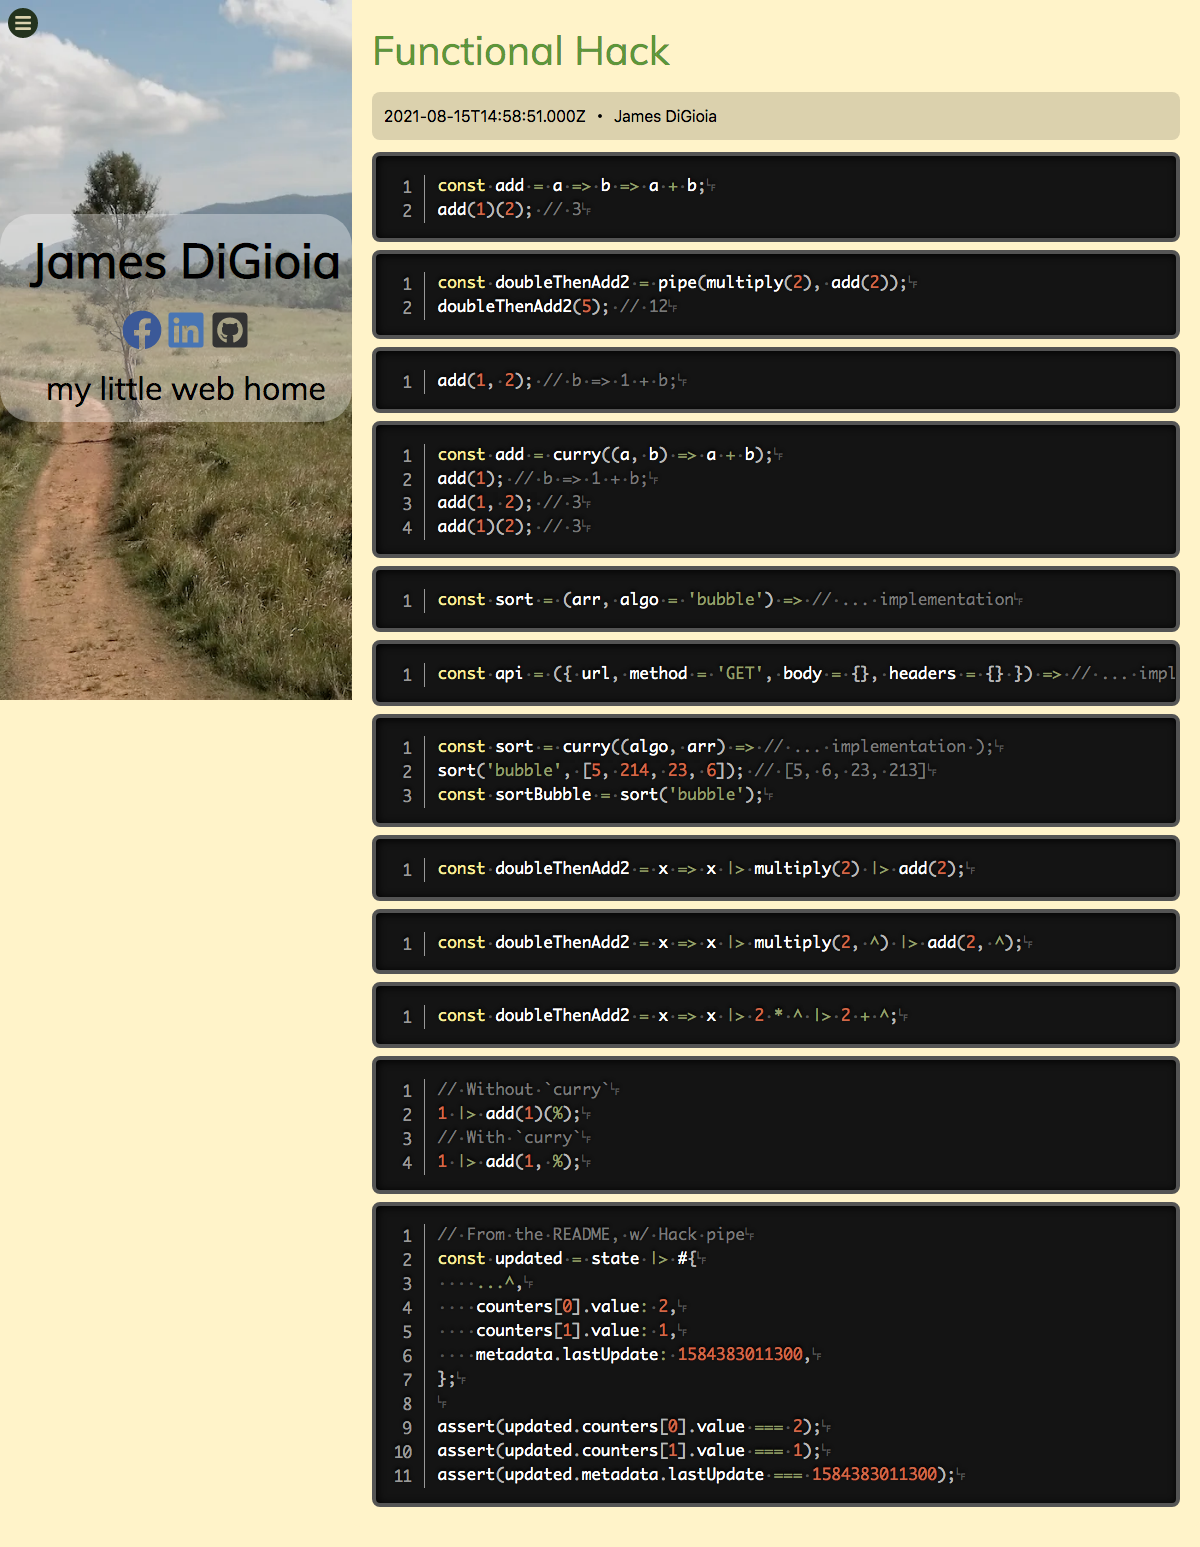 James DiGioia
my little web home
Functional Hack
2021-08-15T14:58:51.000Z • James DiGioia
1 const add = a => b => a + b;
2 add(1)(2); // 3
1 const doubleThenAdd2 = pipe(multiply(2), add(2));
2 doubleThenAdd2(5); // 12
1 add(1, 2); // b => 1 + b;
1 const add = curry((a, b) => a + b);
2 add(1); // b => 1 + b;
3 add(1, 2); // 3
4 add(1)(2); // 3
1 const sort = (arr, algo = 'bubble') => // ... implementation
1 const api = ({ url, method = 'GET', body = {}, headers = {} }) => // ... impl
1 const sort = curry((algo, arr) => // ... implementation );
2 sort('bubble', [5, 214, 23, 6]); // [5, 6, 23, 213]
3 const sortBubble = sort('bubble');
1 const doubleThenAdd2 = x => x |> multiply(2) |> add(2);
1 const doubleThenAdd2 = x => x |> multiply(2, ^) |> add(2, ^);
1 const doubleThenAdd2 = x => x |> 2 * ^ |> 2 + ^;
1 // Without `curry`
2 1 |> add(1)(%);
3 // With `curry`
4 1 |> add(1, %);
1 // From the README, w/ Hack pipe
2 const updated = state |> #{
3     ...^,
4     counters[0].value: 2,
5     counters[1].value: 1,
6     metadata.lastUpdate: 1584383011300,
7 };
8
9 assert(updated.counters[0].value === 2);
10 assert(updated.counters[1].value === 1);
11 assert(updated.metadata.lastUpdate === 1584383011300);